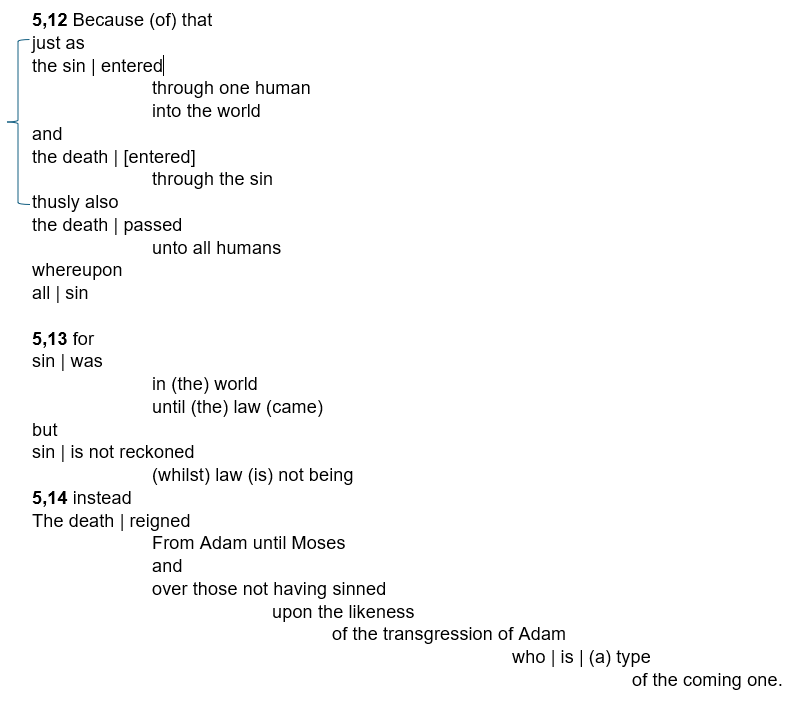 5,12 Because (of) that
just as
the sin | entered
through one human
into the world
and
the death | [entered]
through the sin
thusly also
the death | passed
unto all humans
whereupon
all | sin
5,13 for
sin | was
in (the) world
until (the) law (came)
but
sin | is not reckoned
(whilst) law (is) not being
5,14 instead
The death | reigned
From Adam until Moses
and
over those not having sinned
upon the likeness
of the transgression of Adam
who | is | (a) type
of the coming one.